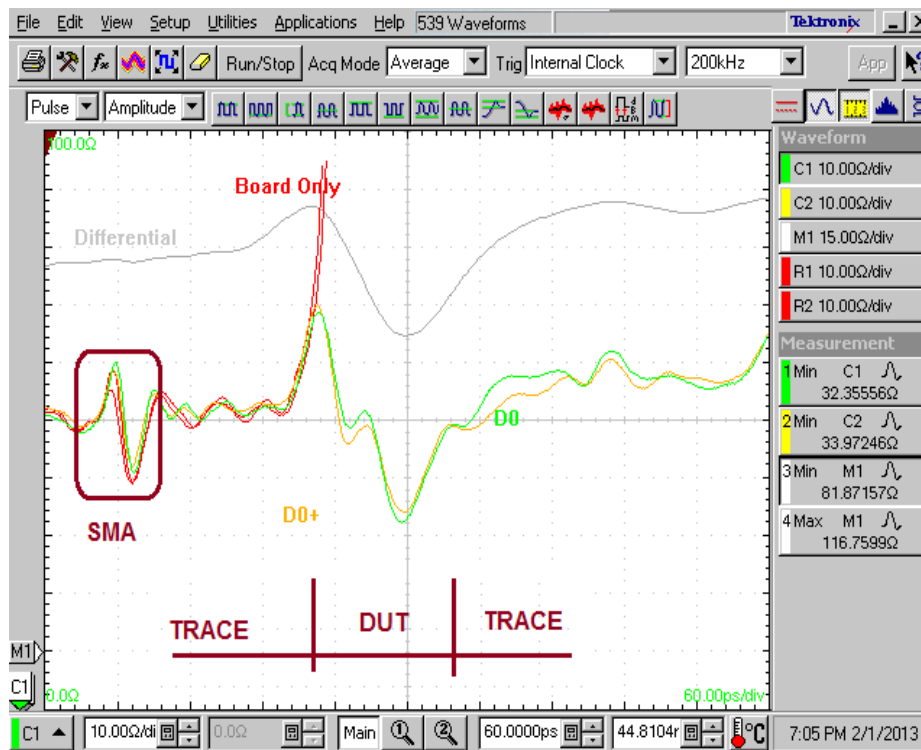 File Edit View Setup Utilities Applications Help 539 Waveforms Tektronix
Run/Stop Acq Mode Average Trig Internal Clock 200kHz App
Pulse Amplitude
100.0Ω
Board Only
Differential
D0
D0+
SMA
TRACE DUT TRACE
M1
C1
0.0Ω
60.00ps/div
Waveform
C1 10.00Ω/div
C2 10.00Ω/div
M1 15.00Ω/div
R1 10.00Ω/div
R2 10.00Ω/div
Measurement
1 Min C1
32.35556Ω
2 Min C2
33.97246Ω
3 Min M1
81.87157Ω
4 Max M1
116.7599Ω
C1 10.00Ω/di 0.0Ω Main 1 2 60.0000ps 44.8104r °C 7:05 PM 2/1/2013